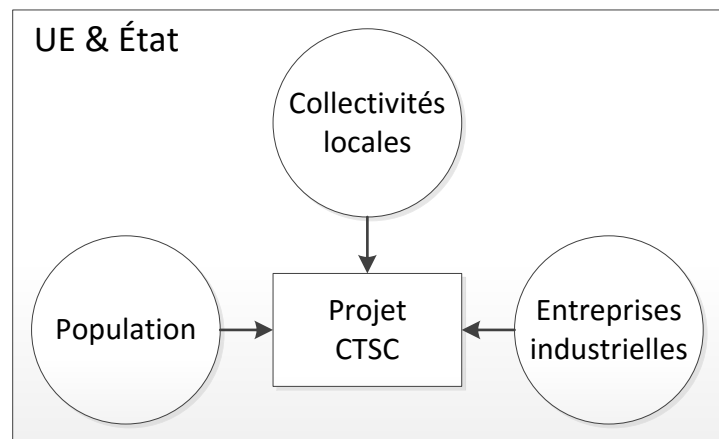 UE & État
Collectivités
locales
Population
Projet
CTSC
Entreprises
industrielles